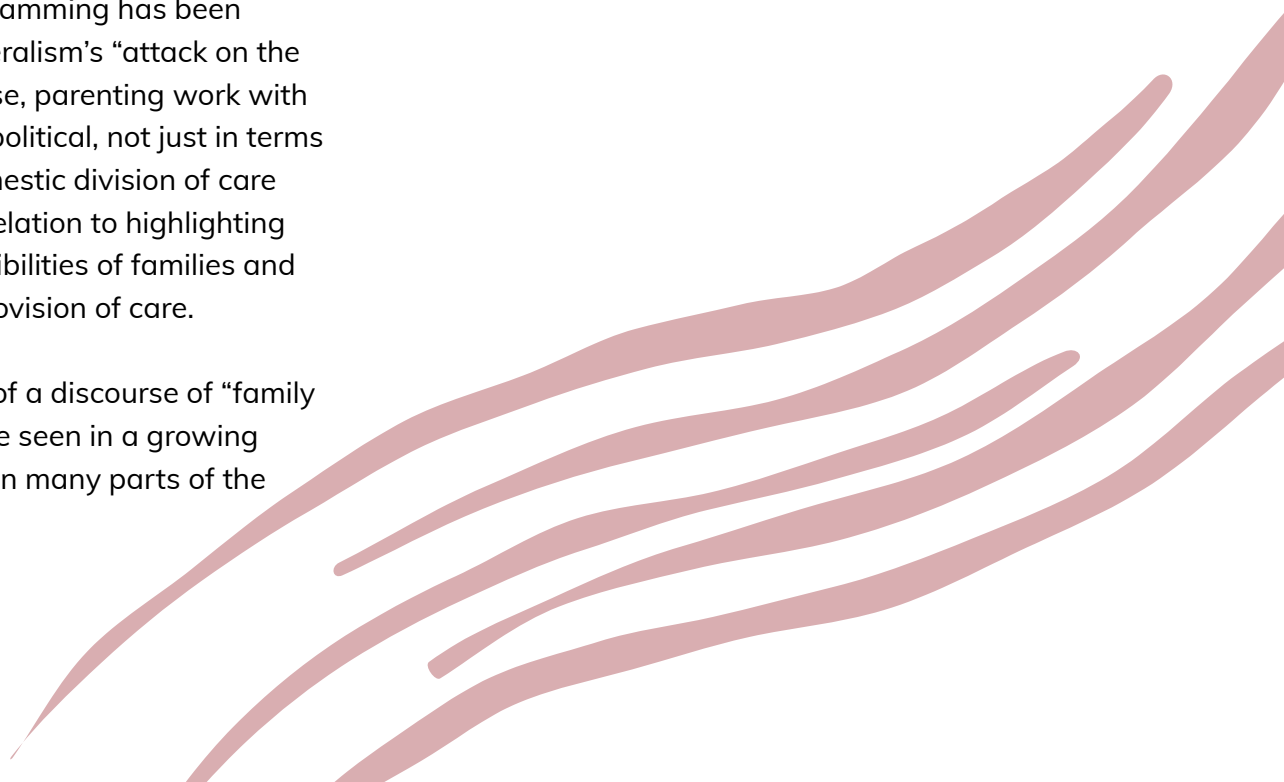 amming has been
eralism’s “attack on the
se, parenting work with
political, not just in terms
nestic division of care
elation to highlighting
ibilities of families and
ovision of care.
of a discourse of “family
e seen in a growing
n many parts of the